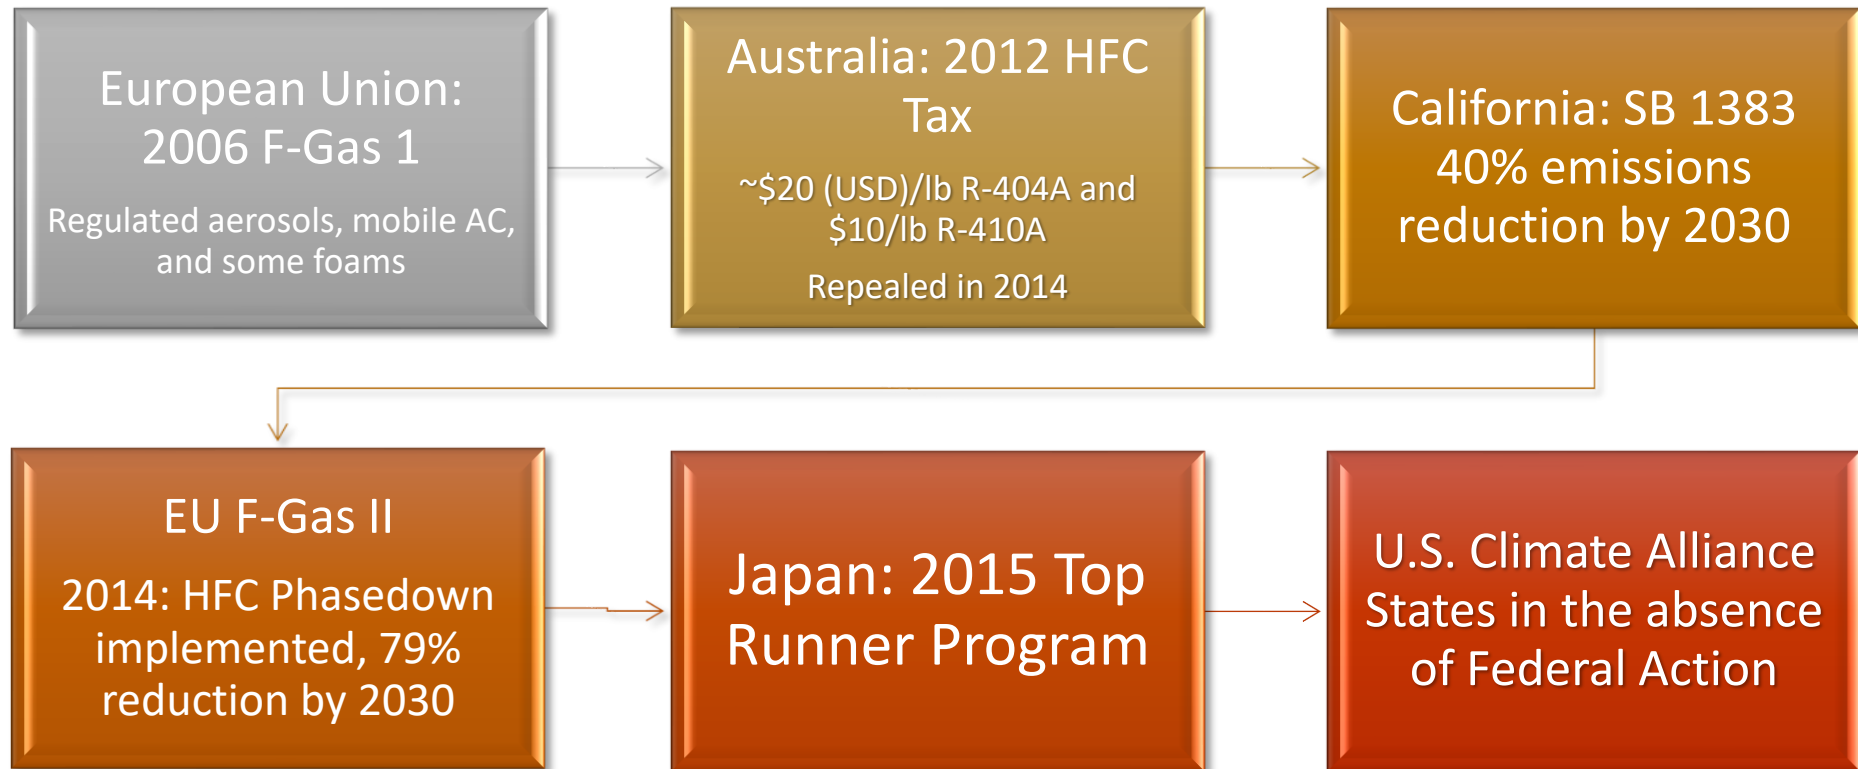 European Union:
2006 F-Gas 1
Regulated aerosols, mobile AC,
and some foams
Australia: 2012 HFC
Tax
~$20 (USD)/lb R-404A and
$10/lb R-410A
Repealed in 2014
California: SB 1383
40% emissions
reduction by 2030
EU F-Gas II
2014: HFC Phasedown
implemented, 79%
reduction by 2030
Japan: 2015 Top
Runner Program
U.S. Climate Alliance
States in the absence
of Federal Action